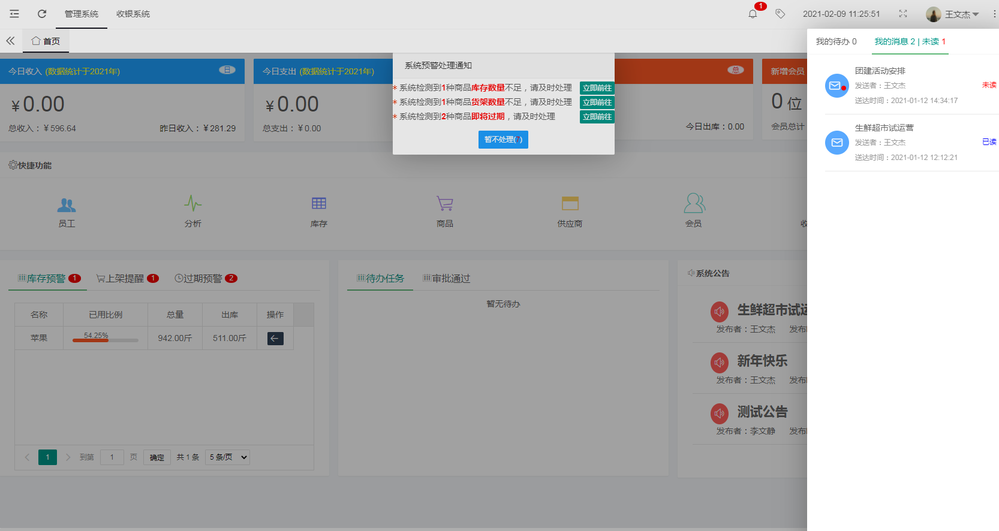 管理系统 收银系统 1 2021-02-09 11:25:51 王文杰
首页
我的待办 0 我的消息 2 | 未读 1
今日收入 (数据统计于2021年) 日
¥ 0.00
总收入：¥ 596.64 昨日收入：¥ 281.29
今日支出 (数据统计于2021年)
¥ 0.00
总支出：¥ 0.00
总
今日出库：0.00
新增会员
0 位
会员总计
系统预警处理通知
* 系统检测到1种商品库存数量不足，请及时处理 立即前往
* 系统检测到1种商品货架数量不足，请及时处理 立即前往
* 系统检测到2种商品即将过期，请及时处理 立即前往
暂不处理(7)
团建活动安排
发送者：王文杰 未读
送达时间：2021-01-12 14:34:17
生鲜超市试运营
发送者：王文杰 已读
送达时间：2021-01-12 12:12:21
快捷功能
员工 分析 库存 商品 供应商 会员 收
库存预警 1 上架提醒 1 过期预警 2
名称 已用比例 总量 出库 操作
苹果 54.25% 942.00斤 511.00斤
1 到第 1 页 确定 共 1 条 5 条/页
待办任务 审批通过
暂无待办
系统公告
生鲜超市试运
发布者：王文杰 发布
新年快乐
发布者：王文杰 发布
测试公告
发布者：李文静 发布